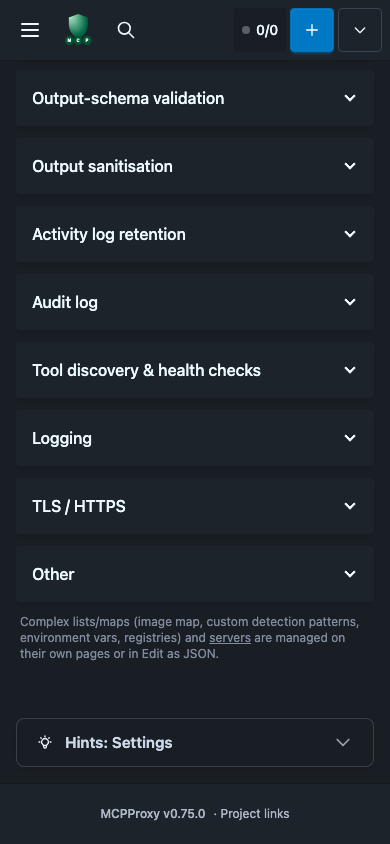 MCP
0/0
Output-schema validation
Output sanitisation
Activity log retention
Audit log
Tool discovery & health checks
Logging
TLS / HTTPS
Other
Complex lists/maps (image map, custom detection patterns,
environment vars, registries) and servers are managed on
their own pages or in Edit as JSON.
Hints: Settings
MCPProxy v0.75.0 · Project links